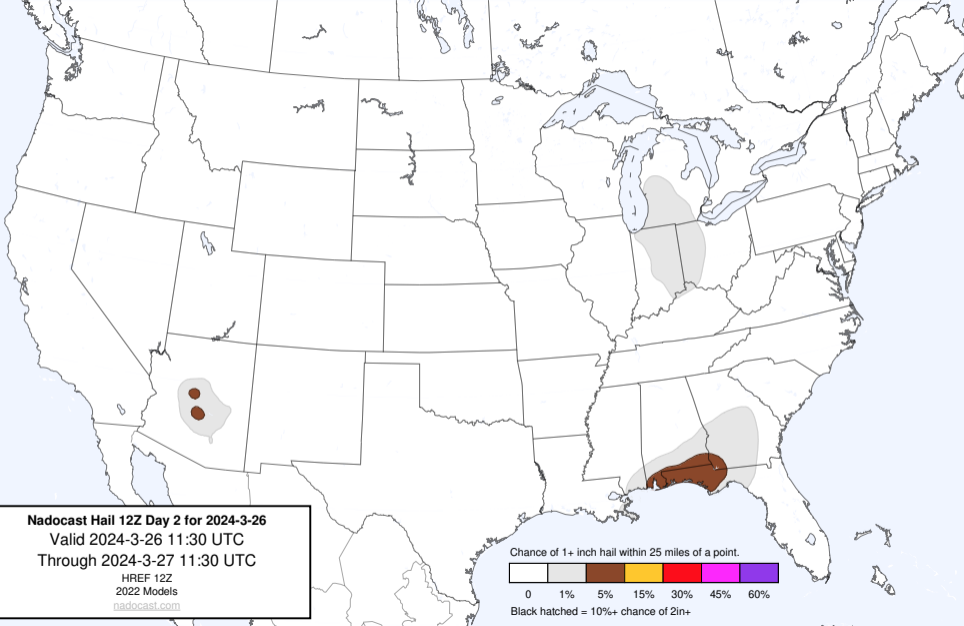 Nadocast Hail 12Z Day 2 for 2024-3-26
Valid 2024-3-26 11:30 UTC
Through 2024-3-27 11:30 UTC
HREF 12Z
2022 Models
nadocast.com
Chance of 1+ inch hail within 25 miles of a point.
0 1% 5% 15% 30% 45% 60%
Black hatched = 10%+ chance of 2in+